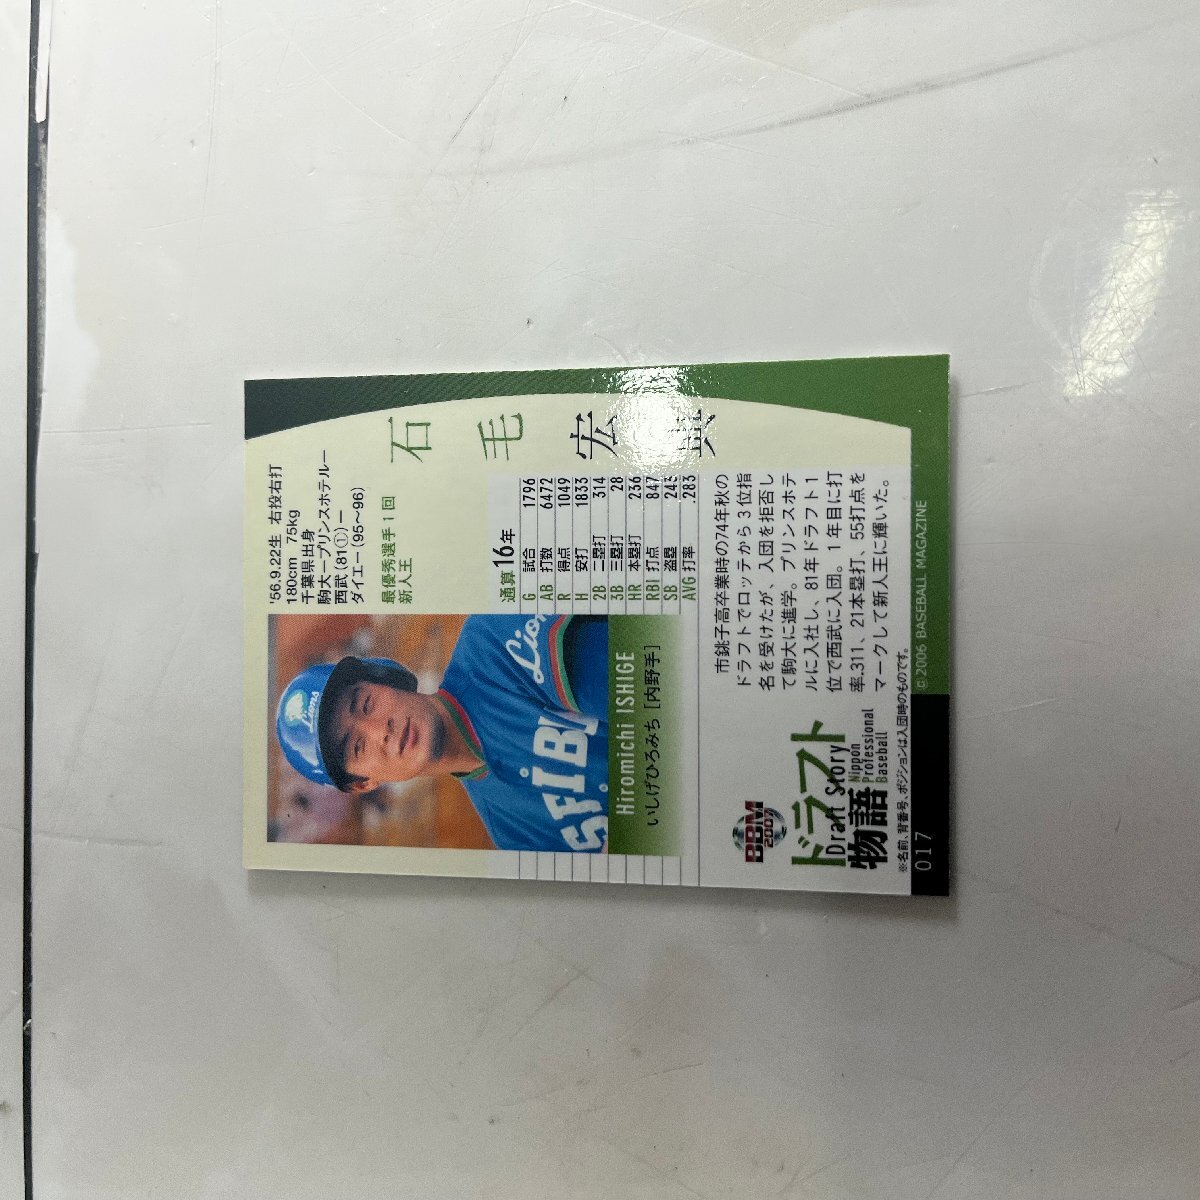 '56.9.22生 右投右打
180cm 75kg
千葉県出身
駒大ープリンスホテルー
西武(81①)ー
ダイエー(95〜96)
最優秀選手1回
新人王
石毛宏典
Lions
SEIBU
Lions
Hiromichi ISHIGE
いしげひろみち [内野手]
通算16年
G 試合 1796
AB 打数 6472
R 得点 1049
H 安打 1833
2B 二塁打 314
3B 三塁打 28
HR 本塁打 236
RBI 打点 847
SB 盗塁 245
AVG 打率 .283
市銚子高卒業時の74年秋の
ドラフトでロッテから3位指
名を受けたが、入団を拒否し
て駒大に進学。プリンスホテ
ルに入社し、81年ドラフト1
位で西武に入団。1年目に打
率.311、21本塁打、55打点を
マークして新人王に輝いた。
BBM
2007
ドラフト
Draft Story
物語
Nippon
Professional
Baseball
※名前、背番号、ポジションは入団時のものです。
017
© 2006 BASEBALL MAGAZINE